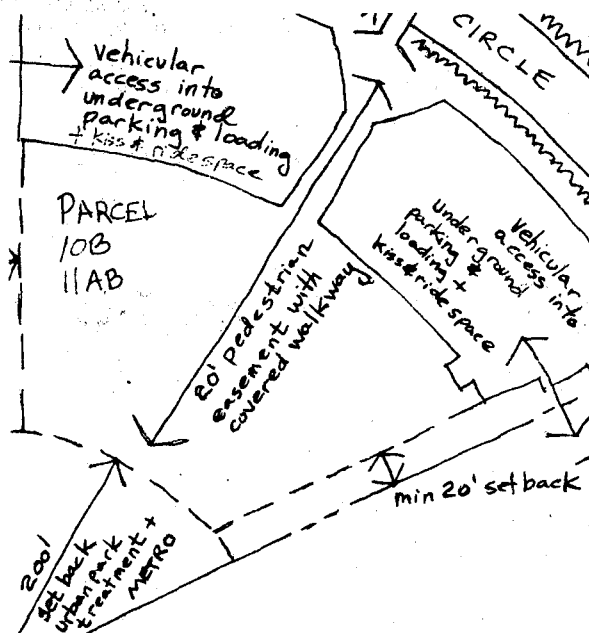 vehicular
access into
underground
parking & loading
+ kiss & ride space
CIRCLE
PARCEL
10B
11AB
vehicular
access into
underground
parking &
loading +
kiss & ride space
20' pedestrian
easement with
covered walkway
min 20' set back
200'
set back
urban park
treatment +
METRO